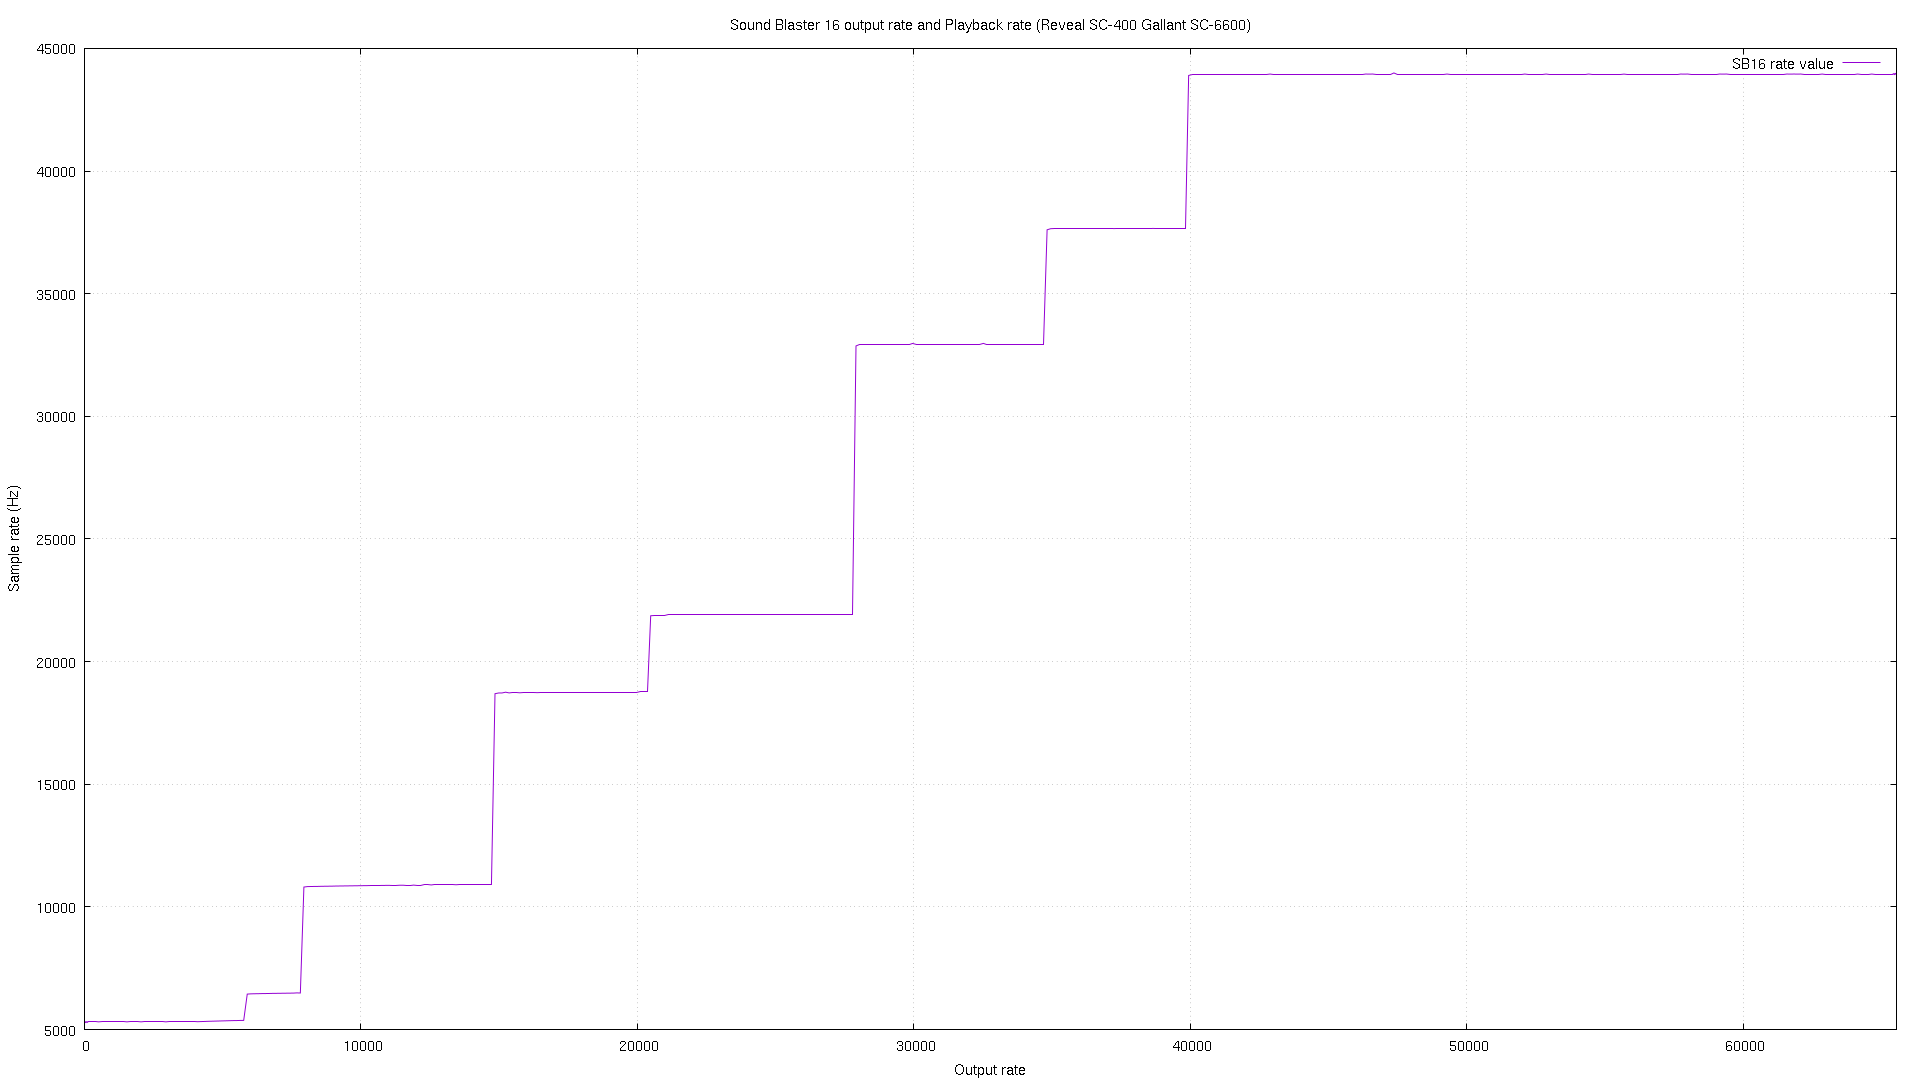 Sound Blaster 16 output rate and Playback rate (Reveal SC-400 Gallant SC-6600)
SB16 rate value
45000
40000
35000
30000
25000
20000
15000
10000
5000
Sample rate (Hz)
0 10000 20000 30000 40000 50000 60000
Output rate